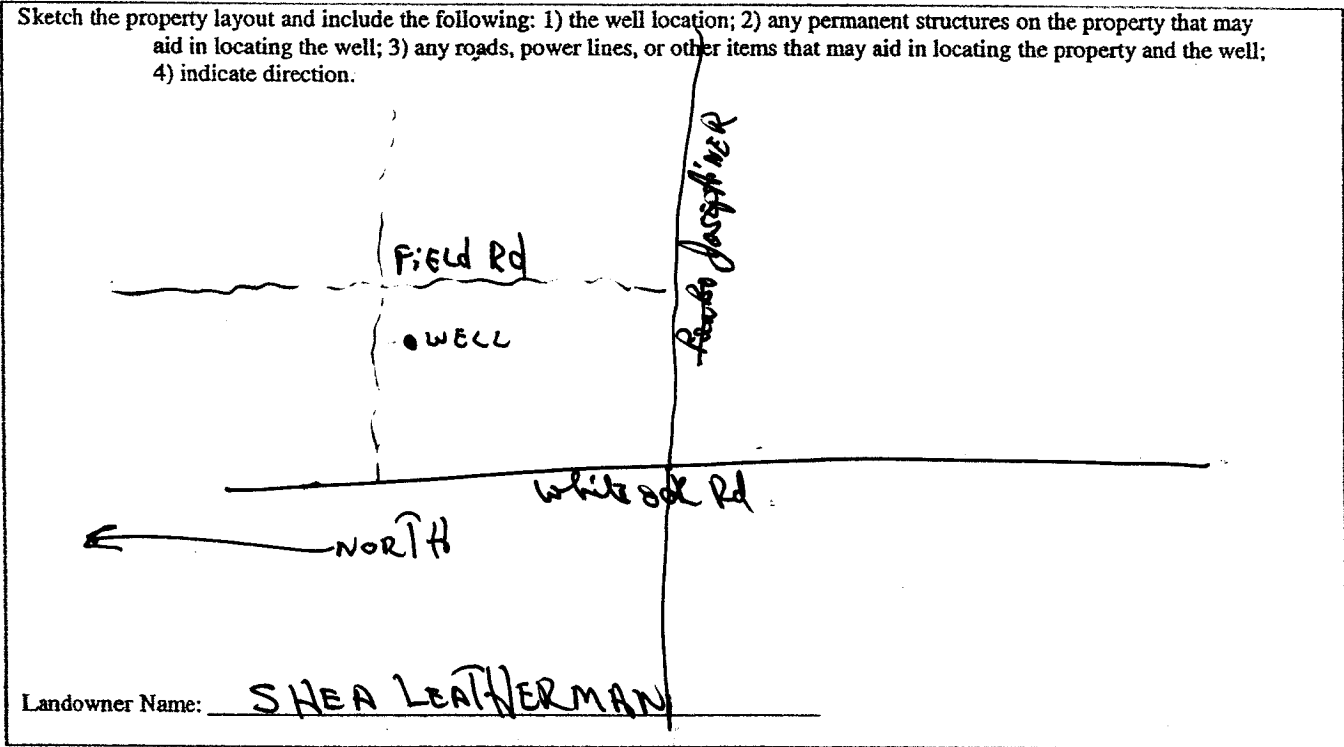 Sketch the property layout and include the following: 1) the well location; 2) any permanent structures on the property that may
aid in locating the well; 3) any roads, power lines, or other items that may aid in locating the property and the well;
4) indicate direction.
FiELd Rd
WELL
White oak Rd
NORTH
Landowner Name: SHEA LEATHERMAN